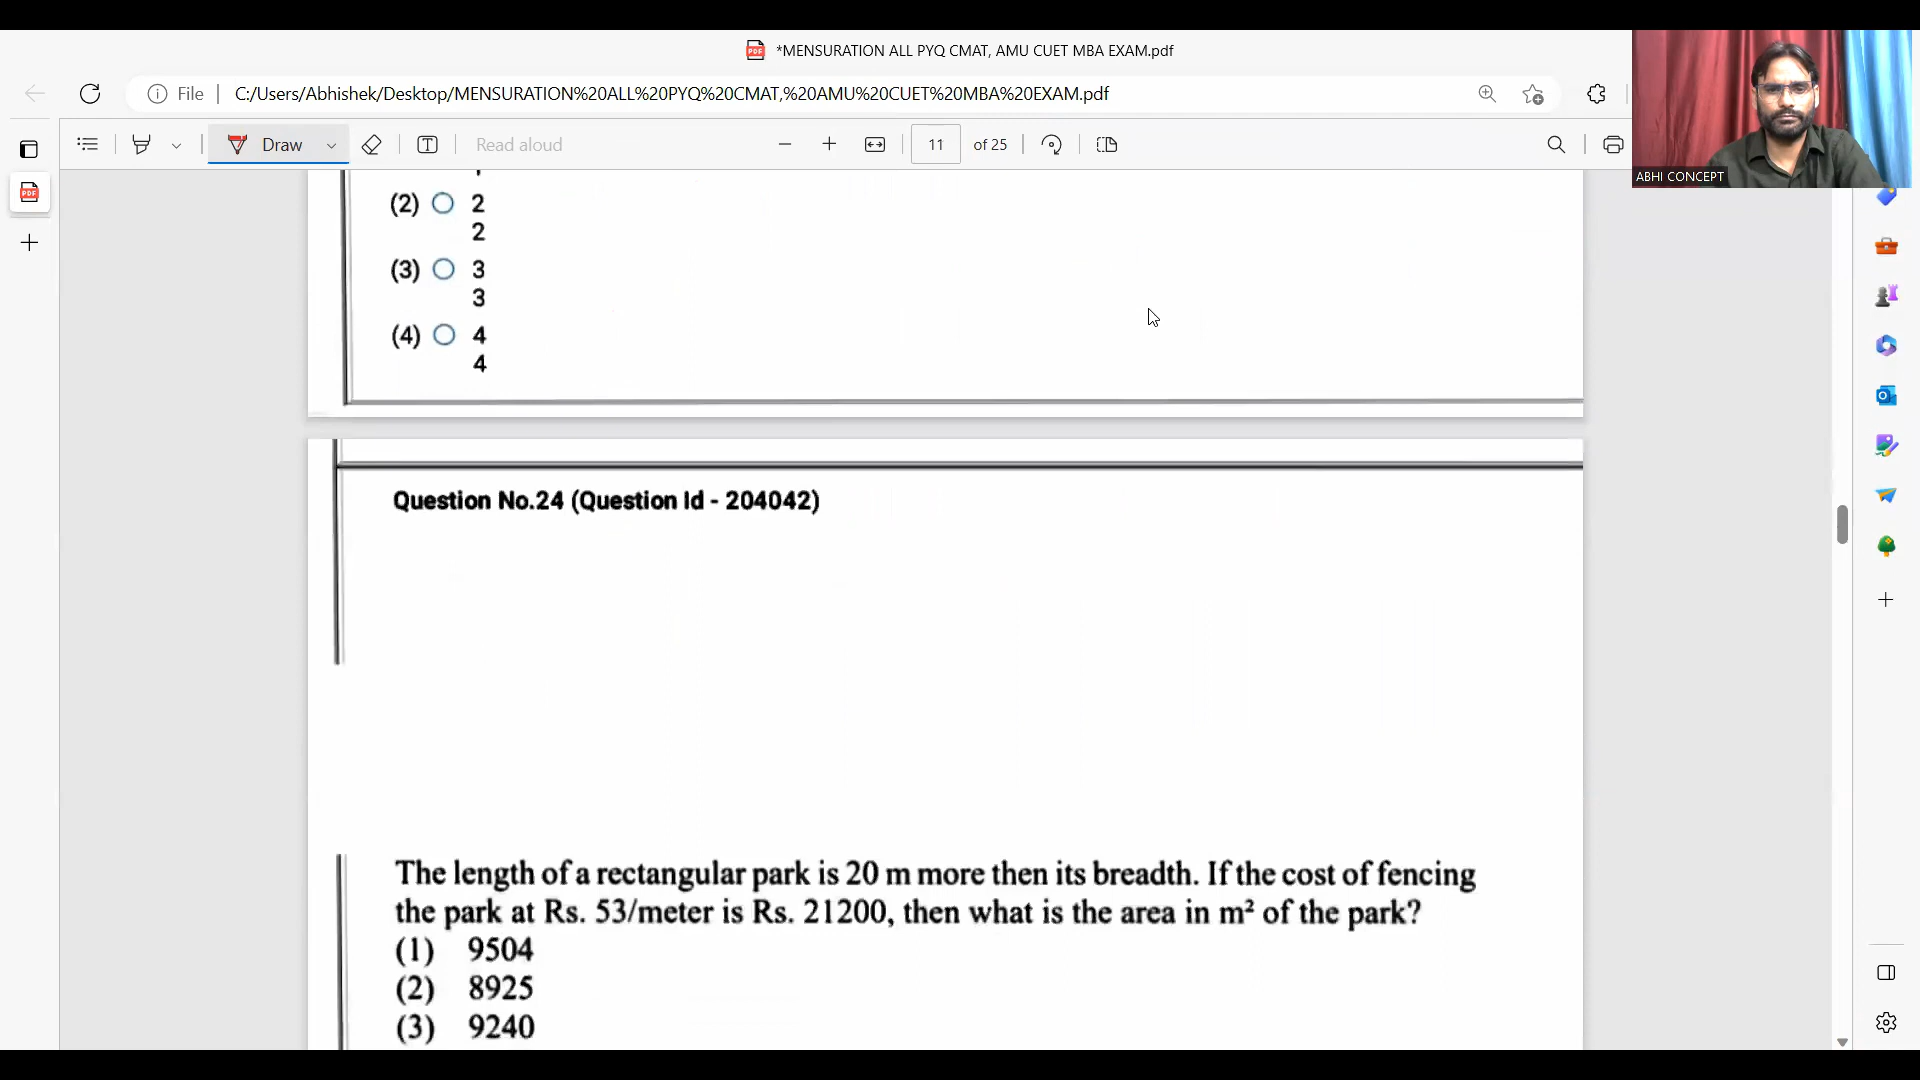 *MENSURATION ALL PYQ CMAT, AMU CUET MBA EXAM.pdf
File
C:/Users/Abhishek/Desktop/MENSURATION%20ALL%20PYQ%20CMAT,%20AMU%20CUET%20MBA%20EXAM.pdf
Draw
Read aloud
11 of 25
ABHI CONCEPT
(2) 2
2
(3) 3
3
(4) 4
4
Question No.24 (Question Id - 204042)
The length of a rectangular park is 20 m more then its breadth. If the cost of fencing
the park at Rs. 53/meter is Rs. 21200, then what is the area in m² of the park?
(1) 9504
(2) 8925
(3) 9240